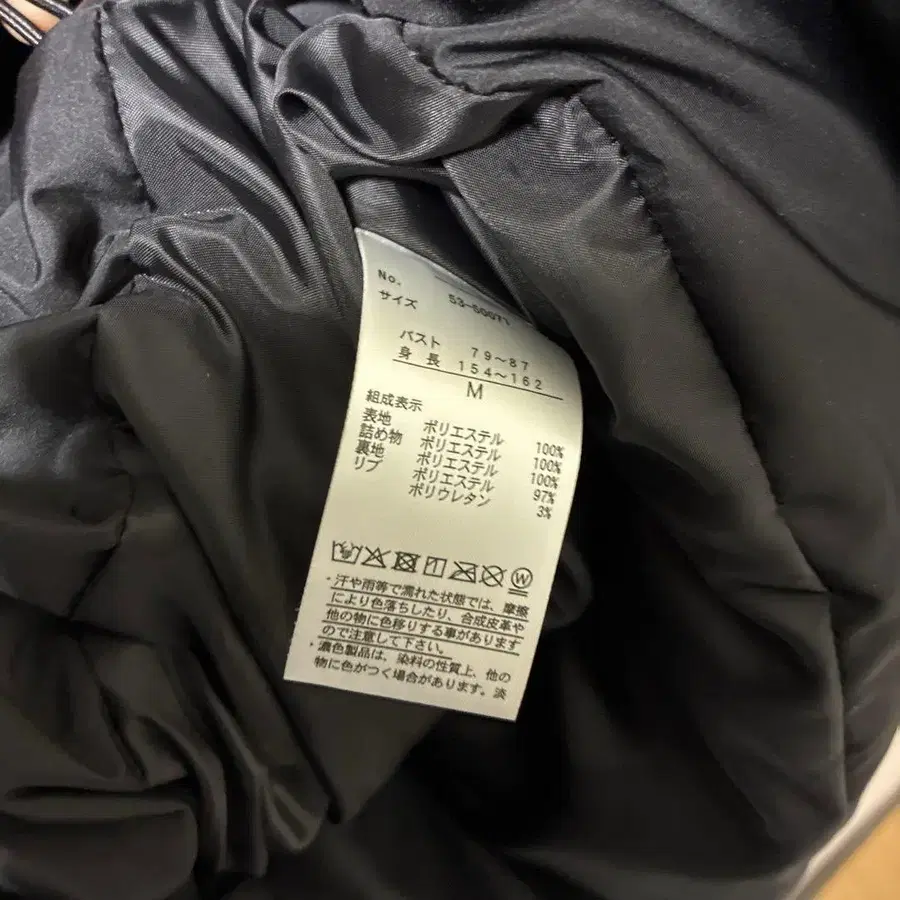 No. 53-50071
サイズ
バスト 79〜87
身長 154〜162
M
組成表示
表地 ポリエステル 100%
詰め物 ポリエステル 100%
裏地 ポリエステル 100%
リブ ポリエステル 97%
ポリウレタン 3%
W
・汗や雨等で濡れた状態では、摩擦
により色落ちしたり、合成皮革や
他の物に色移りする事があります
ので注意して下さい。
・濃色製品は、染料の性質上、他の
物に色がつく場合があります。淡